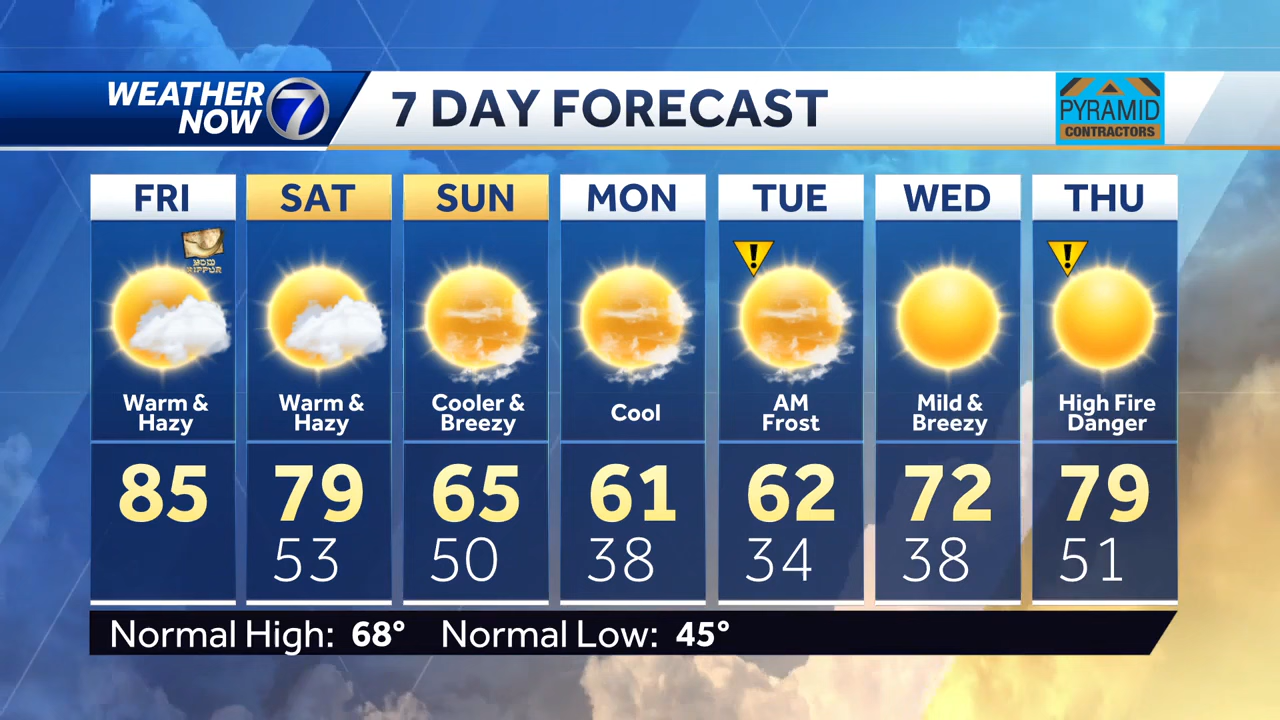 WEATHER
NOW 7
7 DAY FORECAST
PYRAMID
CONTRACTORS
FRI
SAT
SUN
MON
TUE
WED
THU
YOM
KIPPUR
!
!
Warm &
Hazy
Warm &
Hazy
Cooler &
Breezy
Cool
AM
Frost
Mild &
Breezy
High Fire
Danger
85
79
65
61
62
72
79
53
50
38
34
38
51
Normal High: 68° Normal Low: 45°